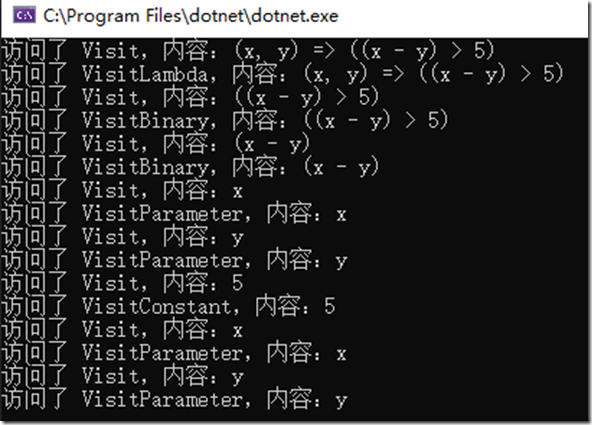 C:\Program Files\dotnet\dotnet.exe
访问了 Visit, 内容: (x, y) => ((x - y) > 5)
访问了 VisitLambda, 内容: (x, y) => ((x - y) > 5)
访问了 Visit, 内容: ((x - y) > 5)
访问了 VisitBinary, 内容: ((x - y) > 5)
访问了 Visit, 内容: (x - y)
访问了 VisitBinary, 内容: (x - y)
访问了 Visit, 内容: x
访问了 VisitParameter, 内容: x
访问了 Visit, 内容: y
访问了 VisitParameter, 内容: y
访问了 Visit, 内容: 5
访问了 VisitConstant, 内容: 5
访问了 Visit, 内容: x
访问了 VisitParameter, 内容: x
访问了 Visit, 内容: y
访问了 VisitParameter, 内容: y